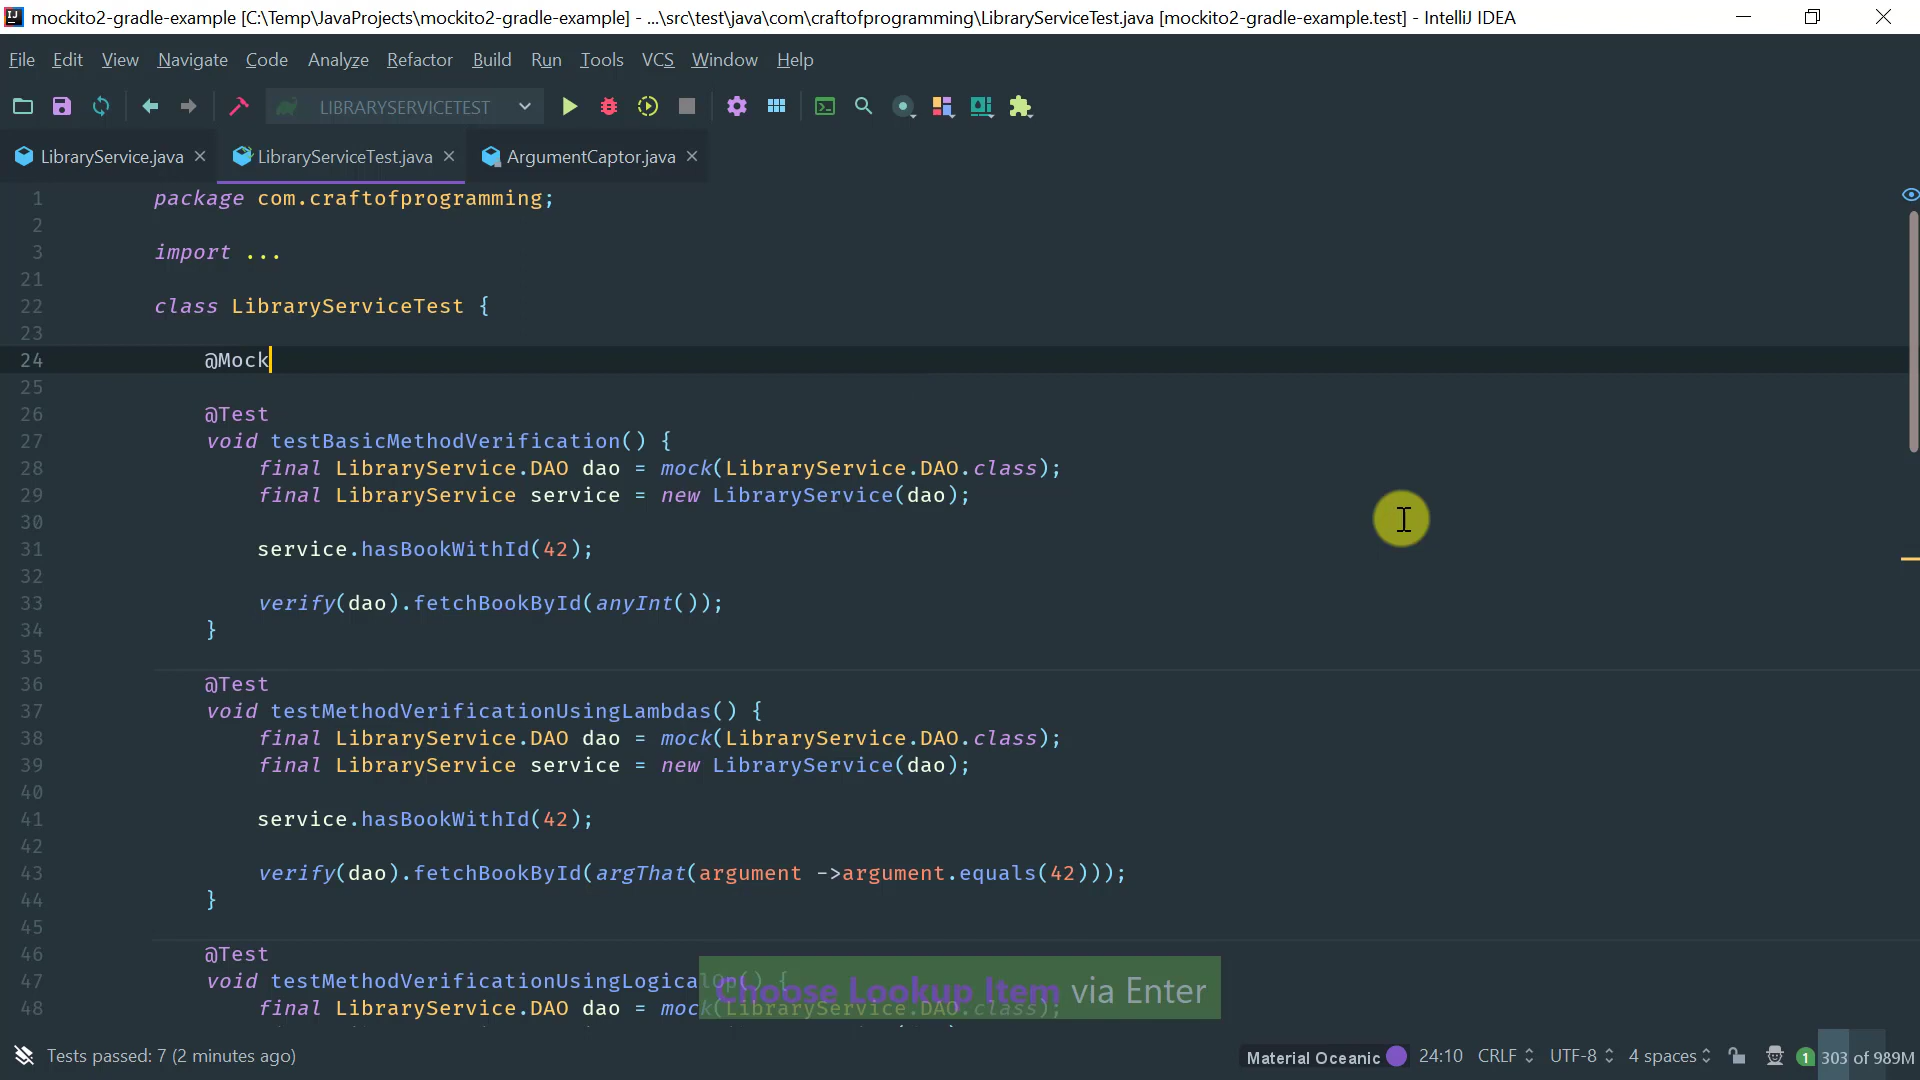 mockito2-gradle-example [C:\Temp\JavaProjects\mockito2-gradle-example] - ...\src\test\java\com\craftofprogramming\LibraryServiceTest.java [mockito2-gradle-example.test] - IntelliJ IDEA
File Edit View Navigate Code Analyze Refactor Build Run Tools VCS Window Help
LIBRARYSERVICETEST
LibraryService.java LibraryServiceTest.java ArgumentCaptor.java
1 package com.craftofprogramming;
2
3 import ...
21
22 class LibraryServiceTest {
23
24 @Mock
25
26 @Test
27 void testBasicMethodVerification() {
28 final LibraryService.DAO dao = mock(LibraryService.DAO.class);
29 final LibraryService service = new LibraryService(dao);
30
31 service.hasBookWithId(42);
32
33 verify(dao).fetchBookById(anyInt());
34 }
35
36 @Test
37 void testMethodVerificationUsingLambdas() {
38 final LibraryService.DAO dao = mock(LibraryService.DAO.class);
39 final LibraryService service = new LibraryService(dao);
40
41 service.hasBookWithId(42);
42
43 verify(dao).fetchBookById(argThat(argument ->argument.equals(42)));
44 }
45
46 @Test
47 void testMethodVerificationUsingLogicalOp() {
Choose Lookup Item via Enter
48 final LibraryService.DAO dao = mock(LibraryService.DAO.class);
Tests passed: 7 (2 minutes ago) Material Oceanic 24:10 CRLF UTF-8 4 spaces 1 303 of 989M